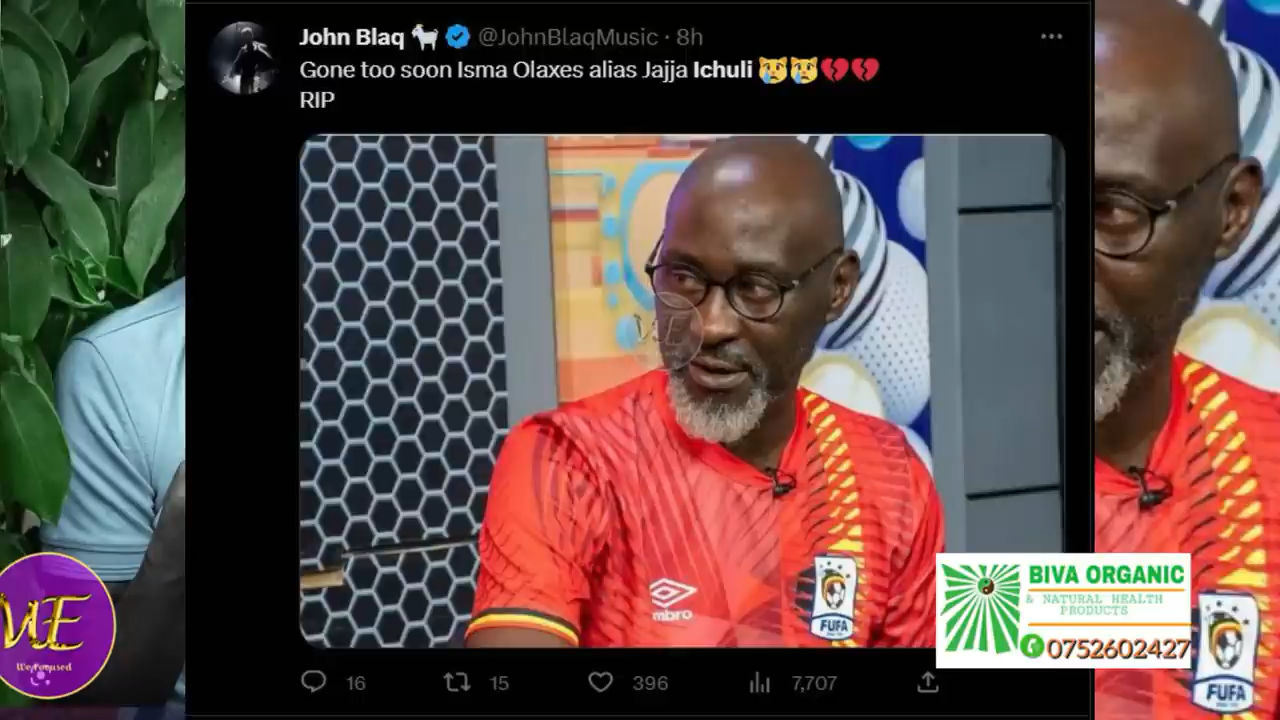 John Blaq 🐐 @JohnBlaqMusic · 8h
Gone too soon Isma Olaxes alias Jajja Ichuli 😿😿💔💔
RIP
mbro
FUFA
16 15 396 7,707
BIVA ORGANIC
& NATURAL HEALTH
PRODUCTS
0752602427
FUFA